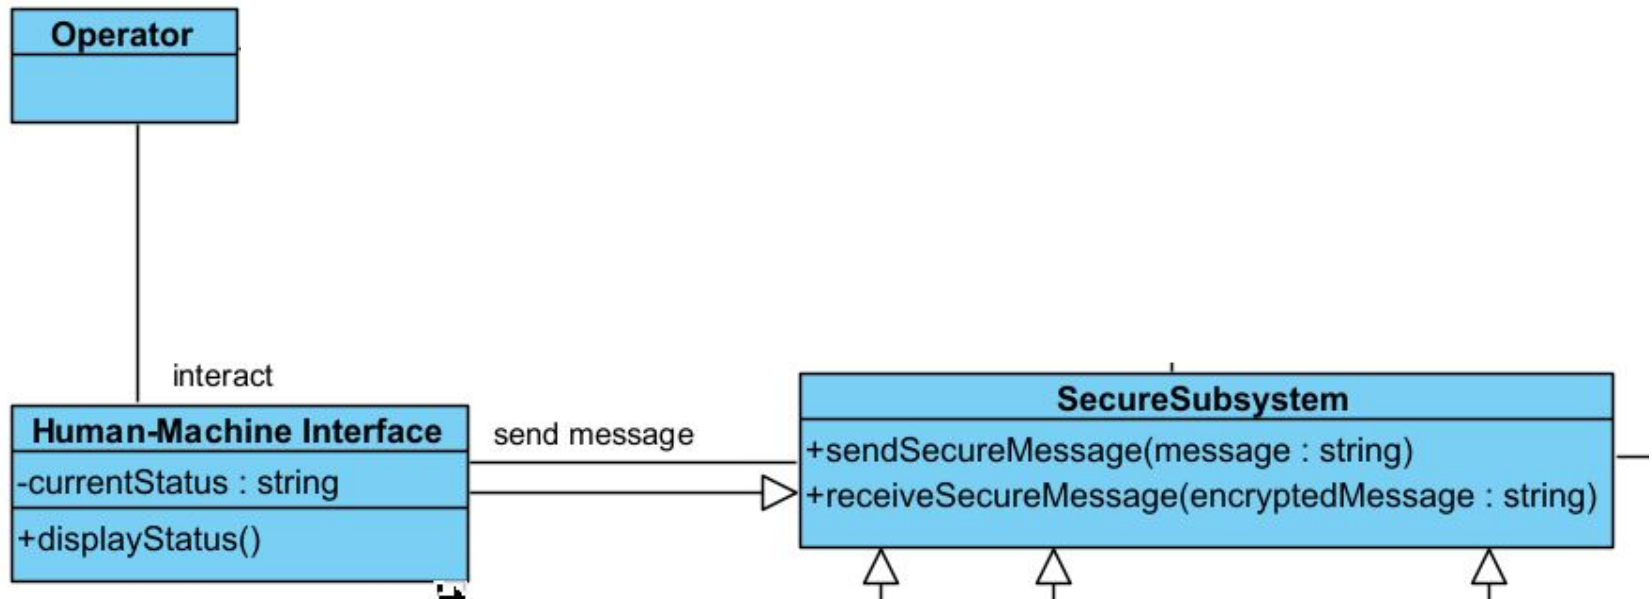 Operator
interact
Human-Machine Interface
-currentStatus : string
+displayStatus()
send message
SecureSubsystem
+sendSecureMessage(message : string)
+receiveSecureMessage(encryptedMessage : string)